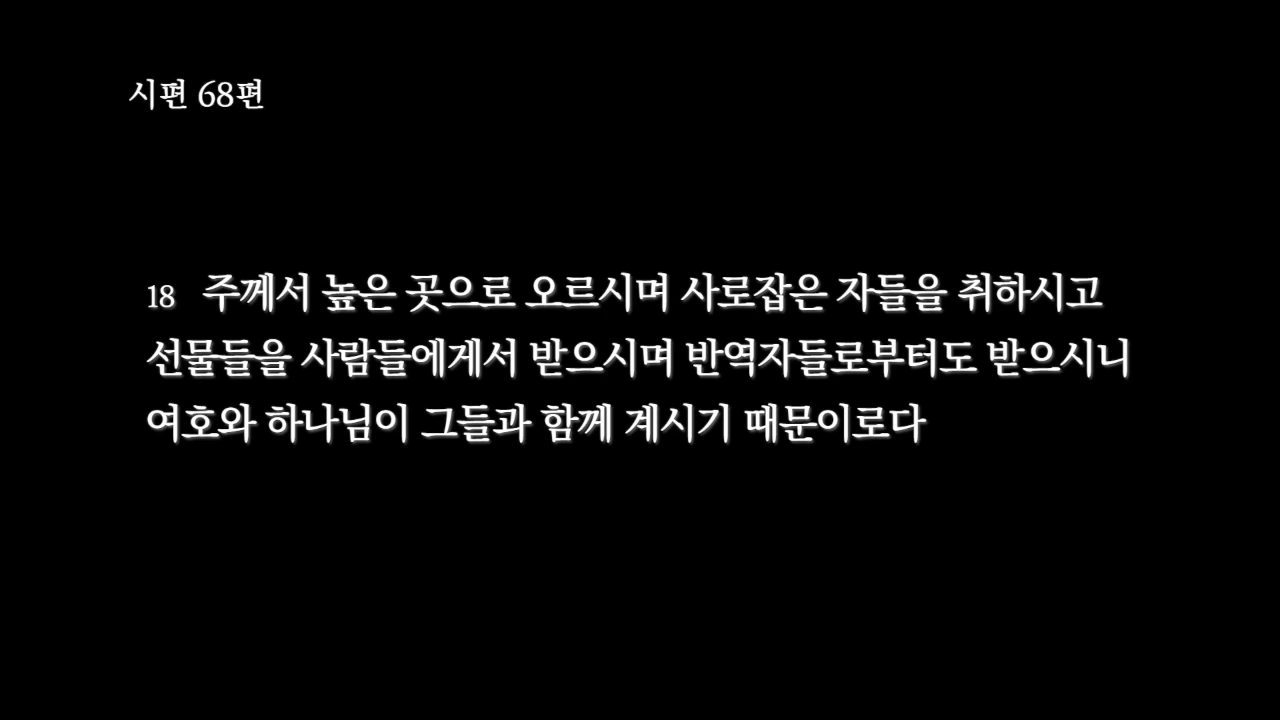 시편 68편
18 주께서 높은 곳으로 오르시며 사로잡은 자들을 취하시고
선물들을 사람들에게서 받으시며 반역자들로부터도 받으시니
여호와 하나님이 그들과 함께 계시기 때문이로다